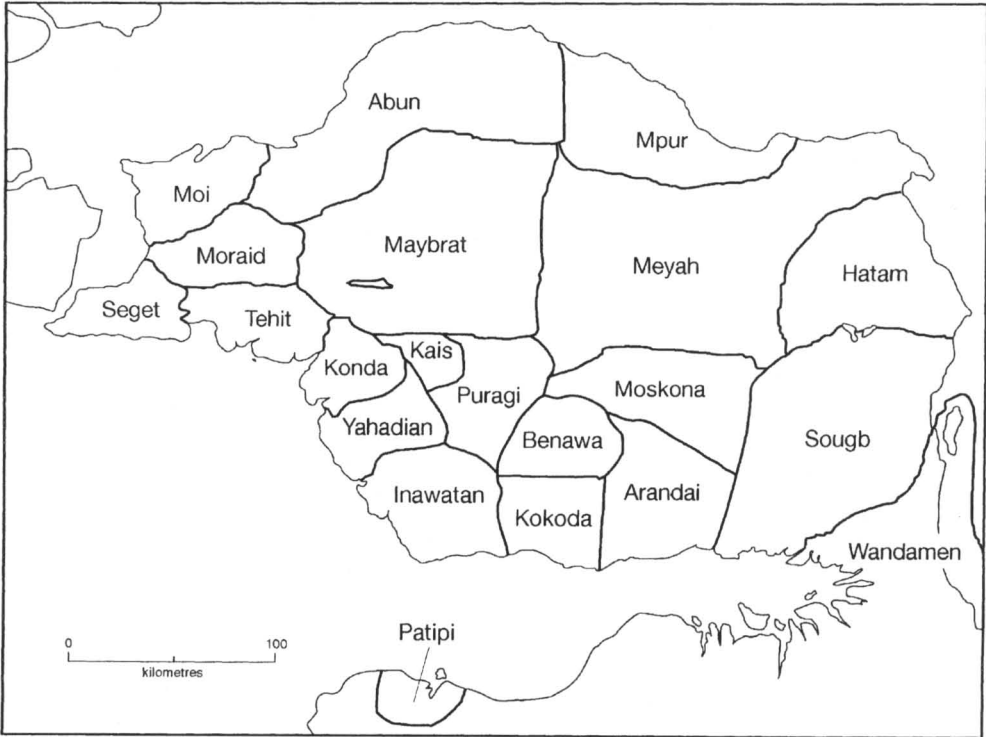 Abun
Mpur
Moi
Maybrat
Moraid
Meyah
Hatam
Seget
Tehit
Kais
Konda
Puragi
Moskona
Yahadian
Benawa
Sougb
Inawatan
Arandai
Kokoda
Wandamen
Patipi
0 100
kilometres